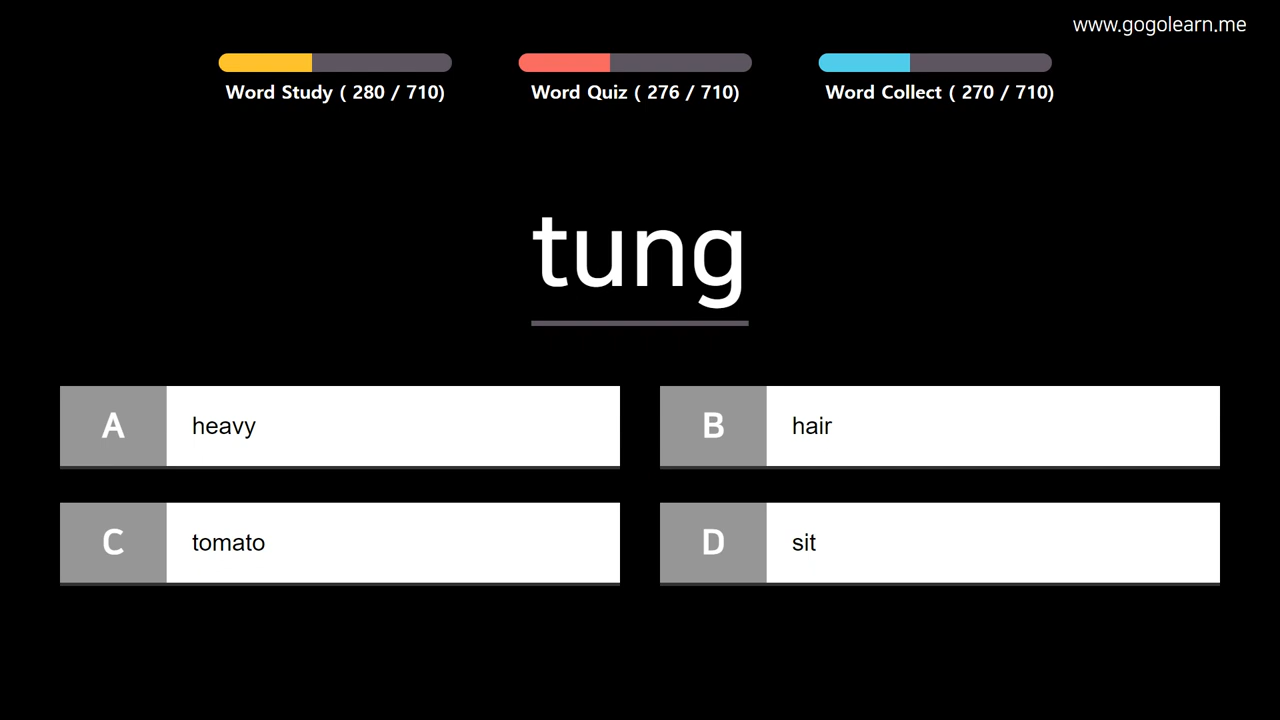 www.gogolearn.me
Word Study ( 280 / 710)
Word Quiz ( 276 / 710)
Word Collect ( 270 / 710)
tung
A heavy
B hair
C tomato
D sit